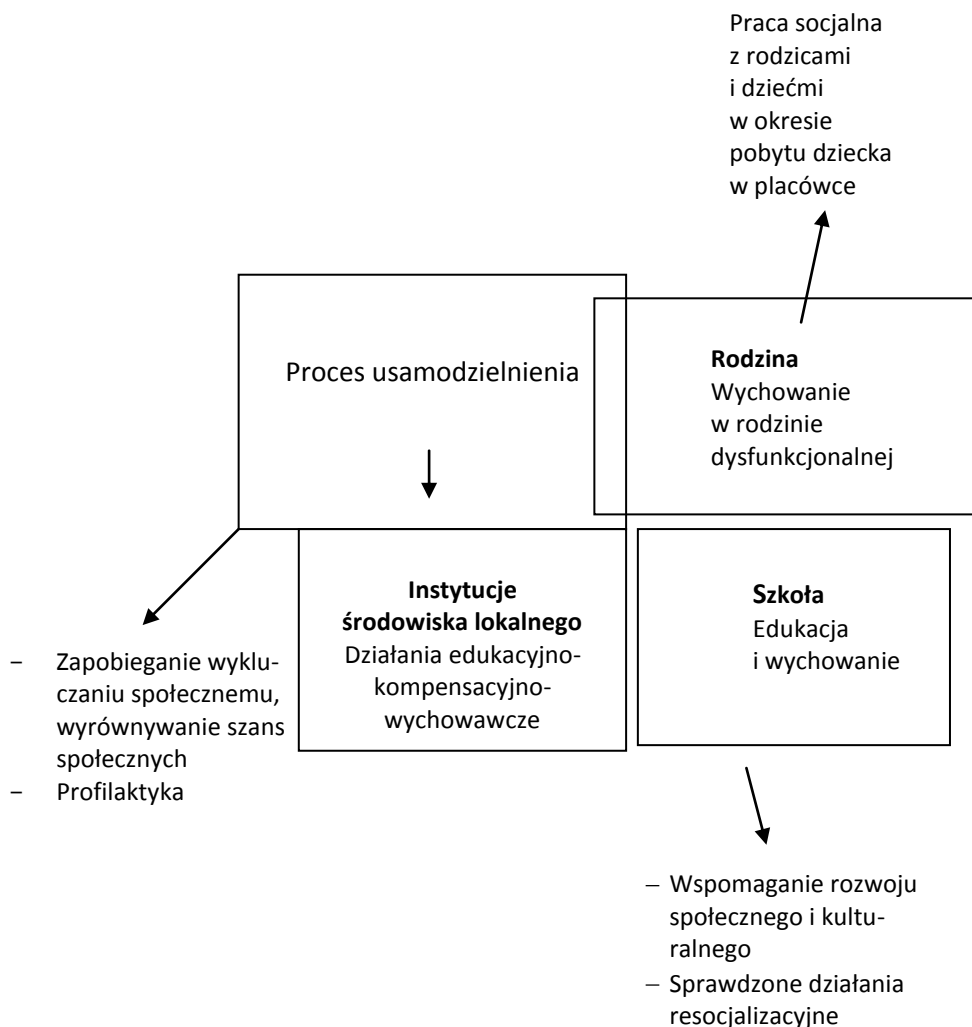 Praca socjalna
z rodzicami
i dziećmi
w okresie
pobytu dziecka
w placówce
Proces usamodzielnienia
Rodzina
Wychowanie
w rodzinie
dysfunkcjonalnej
Instytucje
środowiska lokalnego
Działania edukacyjno-
kompensacyjno-
wychowawcze
Szkoła
Edukacja
i wychowanie
− Zapobieganie wyklu-
czaniu społecznemu,
wyrównywanie szans
społecznych
− Profilaktyka
− Wspomaganie rozwoju
społecznego i kultu-
ralnego
− Sprawdzone działania
resocjalizacyjne